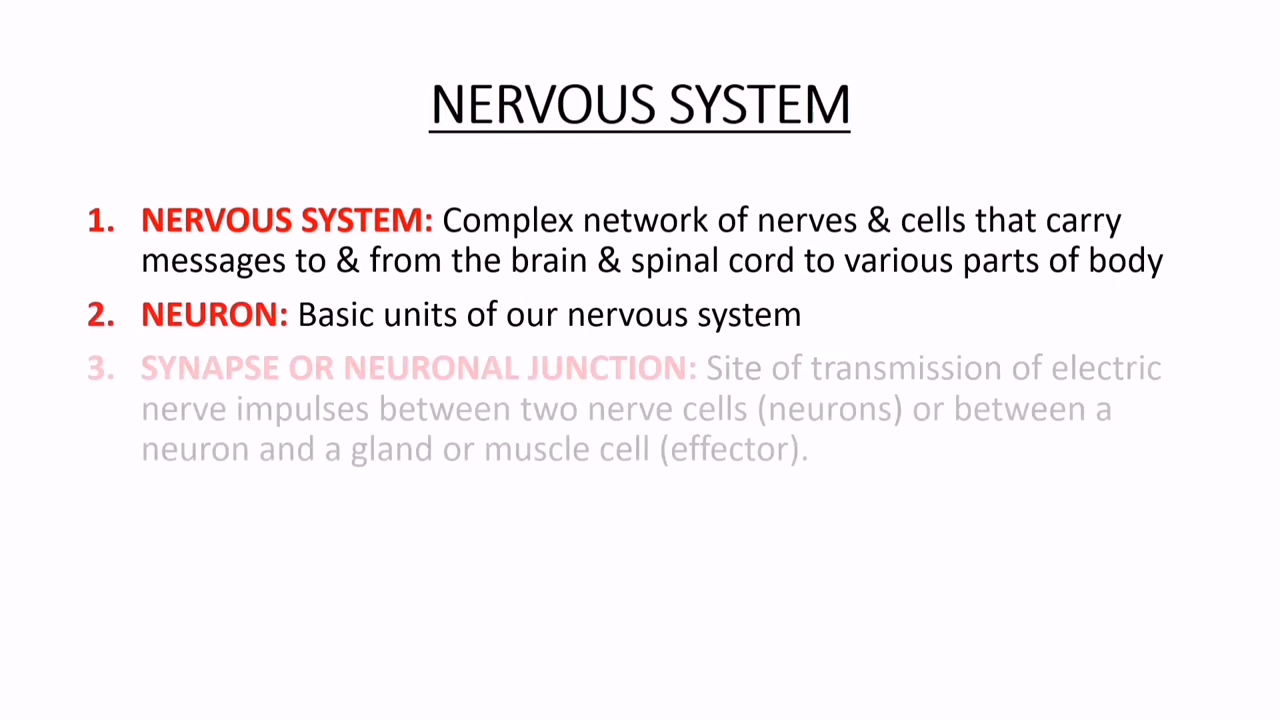 NERVOUS SYSTEM
1. NERVOUS SYSTEM: Complex network of nerves & cells that carry
messages to & from the brain & spinal cord to various parts of body
2. NEURON: Basic units of our nervous system
3. SYNAPSE OR NEURONAL JUNCTION: Site of transmission of electric
nerve impulses between two nerve cells (neurons) or between a
neuron and a gland or muscle cell (effector).